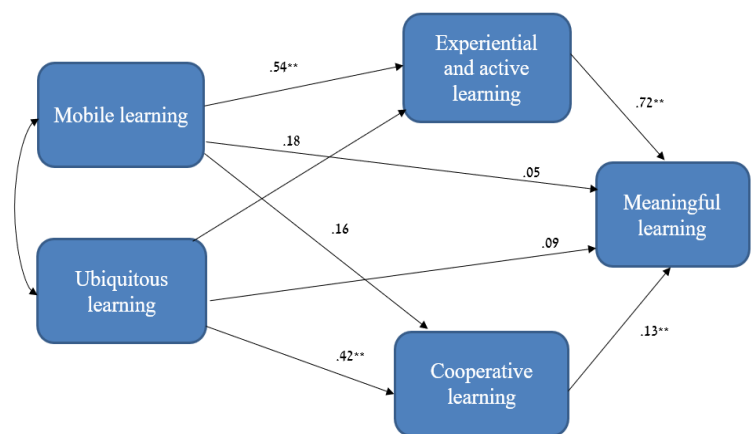 Experiential
and active
learning
.54**
.72**
Mobile learning
.18
.05
Meaningful
learning
.16
.09
Ubiquitous
learning
.42**
.13**
Cooperative
learning